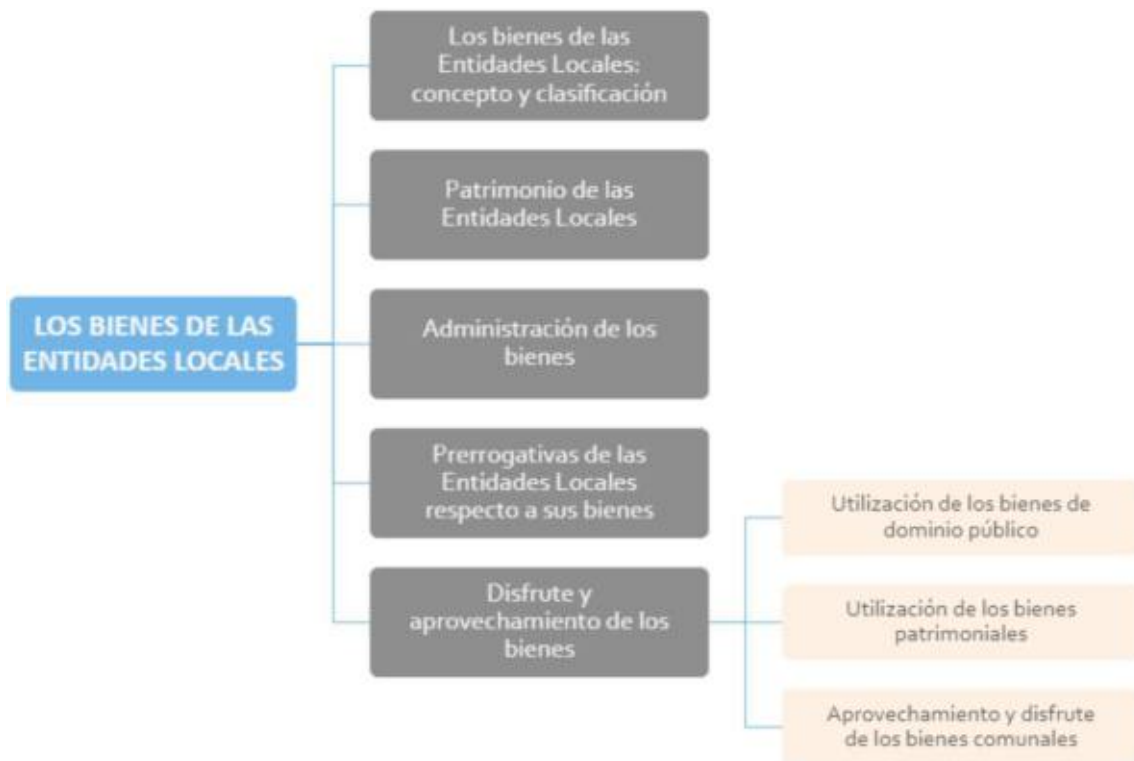 Los bienes de las
Entidades Locales:
concepto y clasificación
Patrimonio de las
Entidades Locales
LOS BIENES DE LAS
ENTIDADES LOCALES
Administración de los
bienes
Prerrogativas de las
Entidades Locales
respecto a sus bienes
Disfrute y
aprovechamiento de los
bienes
Utilización de los bienes de
dominio público
Utilización de los bienes
patrimoniales
Aprovechamiento y disfrute
de los bienes comunales